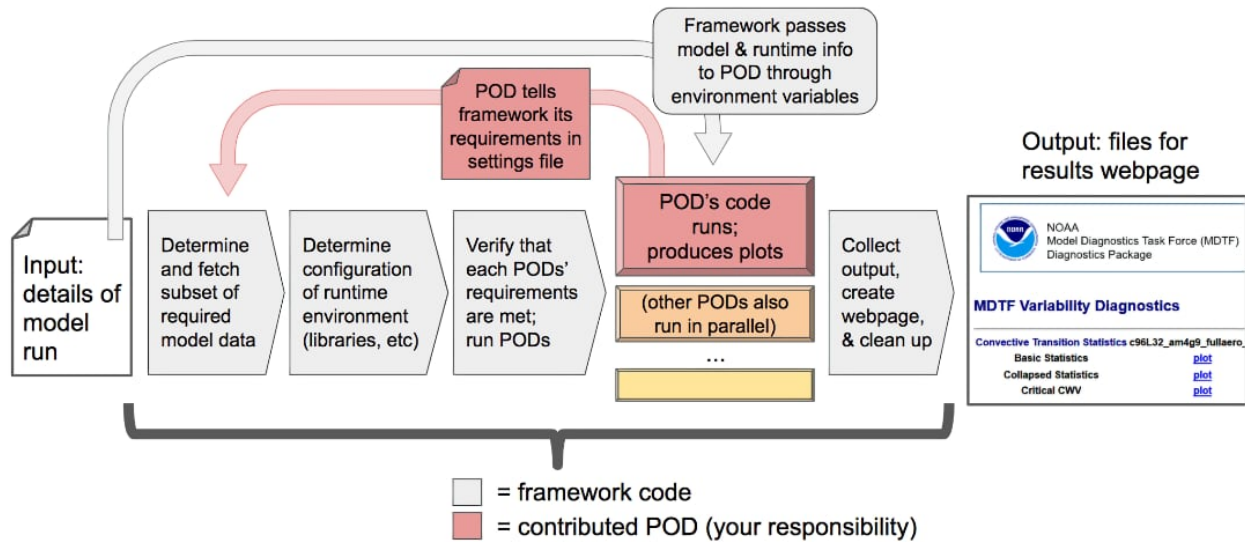 Framework passes
model & runtime info
to POD through
environment variables
POD tells
framework its
requirements in
settings file
Input:
details of
model
run
Determine
and fetch
subset of
required
model data
Determine
configuration
of runtime
environment
(libraries, etc)
Verify that
each PODs’
requirements
are met;
run PODs
POD’s code
runs;
produces plots
(other PODs also
run in parallel)
...
Collect
output,
create
webpage,
& clean up
Output: files for
results webpage
NOAA
NOAA
Model Diagnostics Task Force (MDTF)
Diagnostics Package
MDTF Variability Diagnostics
Convective Transition Statistics c96L32_am4g9_fullaero_
Basic Statistics plot
Collapsed Statistics plot
Critical CWV plot
= framework code
= contributed POD (your responsibility)